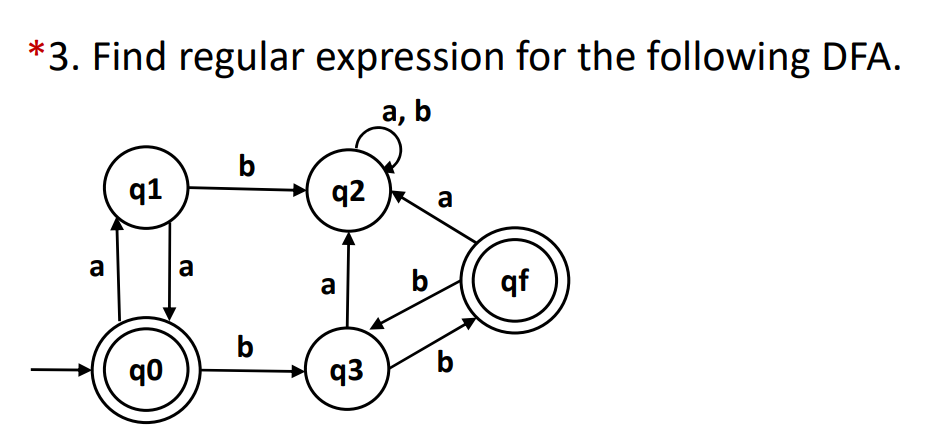 *3. Find regular expression for the following DFA.
a, b
b
q1
q2
a
a
a
a
b
qf
b
q0
q3
b